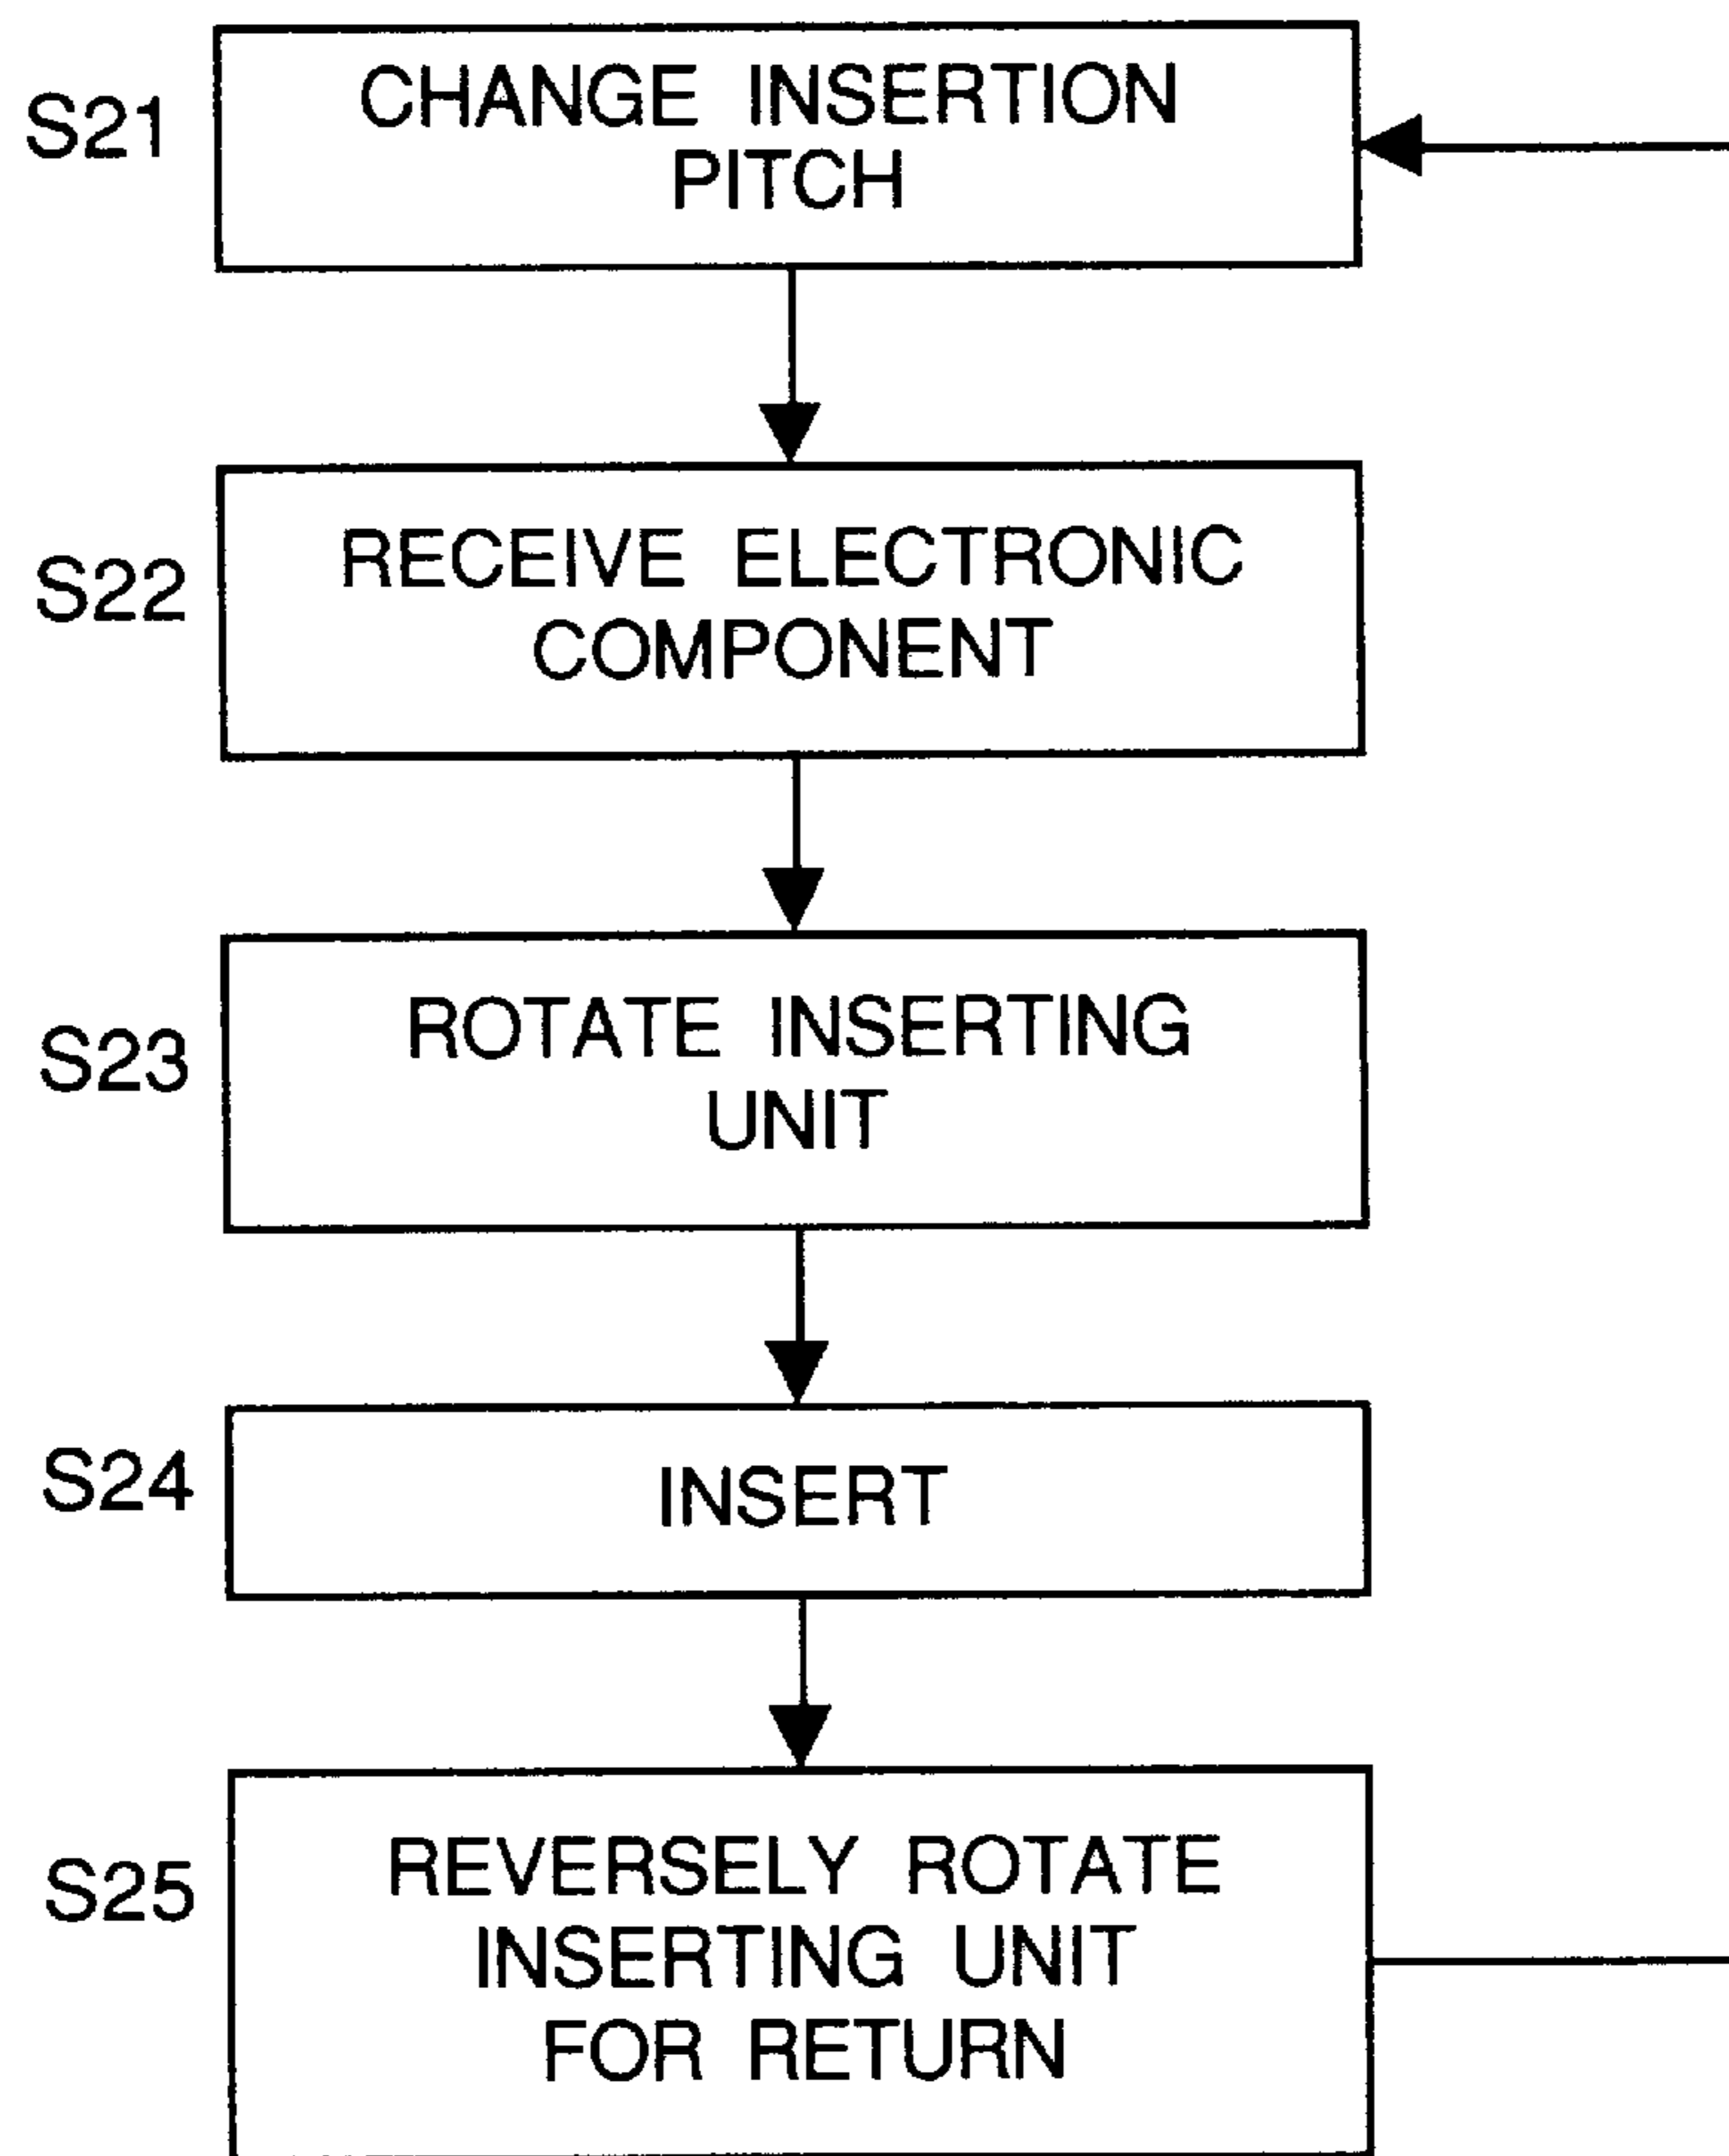 S21
CHANGE INSERTION
PITCH
S22
RECEIVE ELECTRONIC
COMPONENT
S23
ROTATE INSERTING
UNIT
S24
INSERT
S25
REVERSELY ROTATE
INSERTING UNIT
FOR RETURN